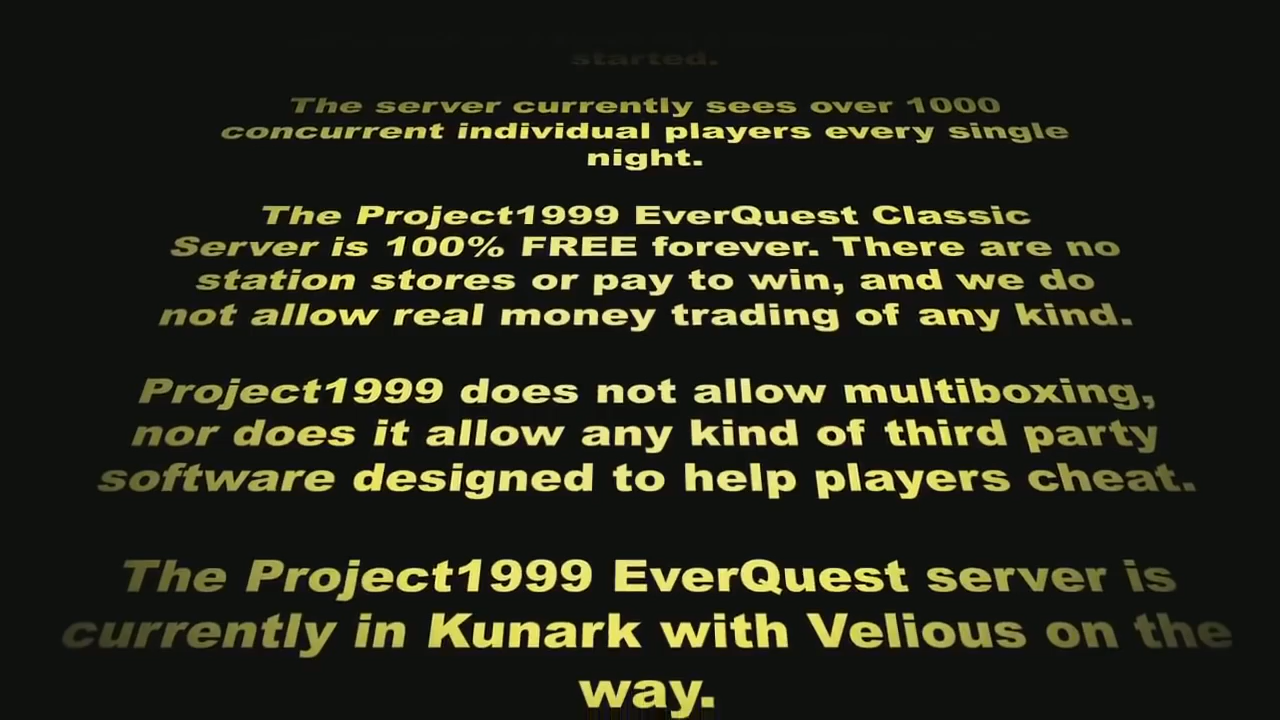 started.
The server currently sees over 1000
concurrent individual players every single
night.
The Project1999 EverQuest Classic
Server is 100% FREE forever. There are no
station stores or pay to win, and we do
not allow real money trading of any kind.
Project1999 does not allow multiboxing,
nor does it allow any kind of third party
software designed to help players cheat.
The Project1999 EverQuest server is
currently in Kunark with Velious on the
way.